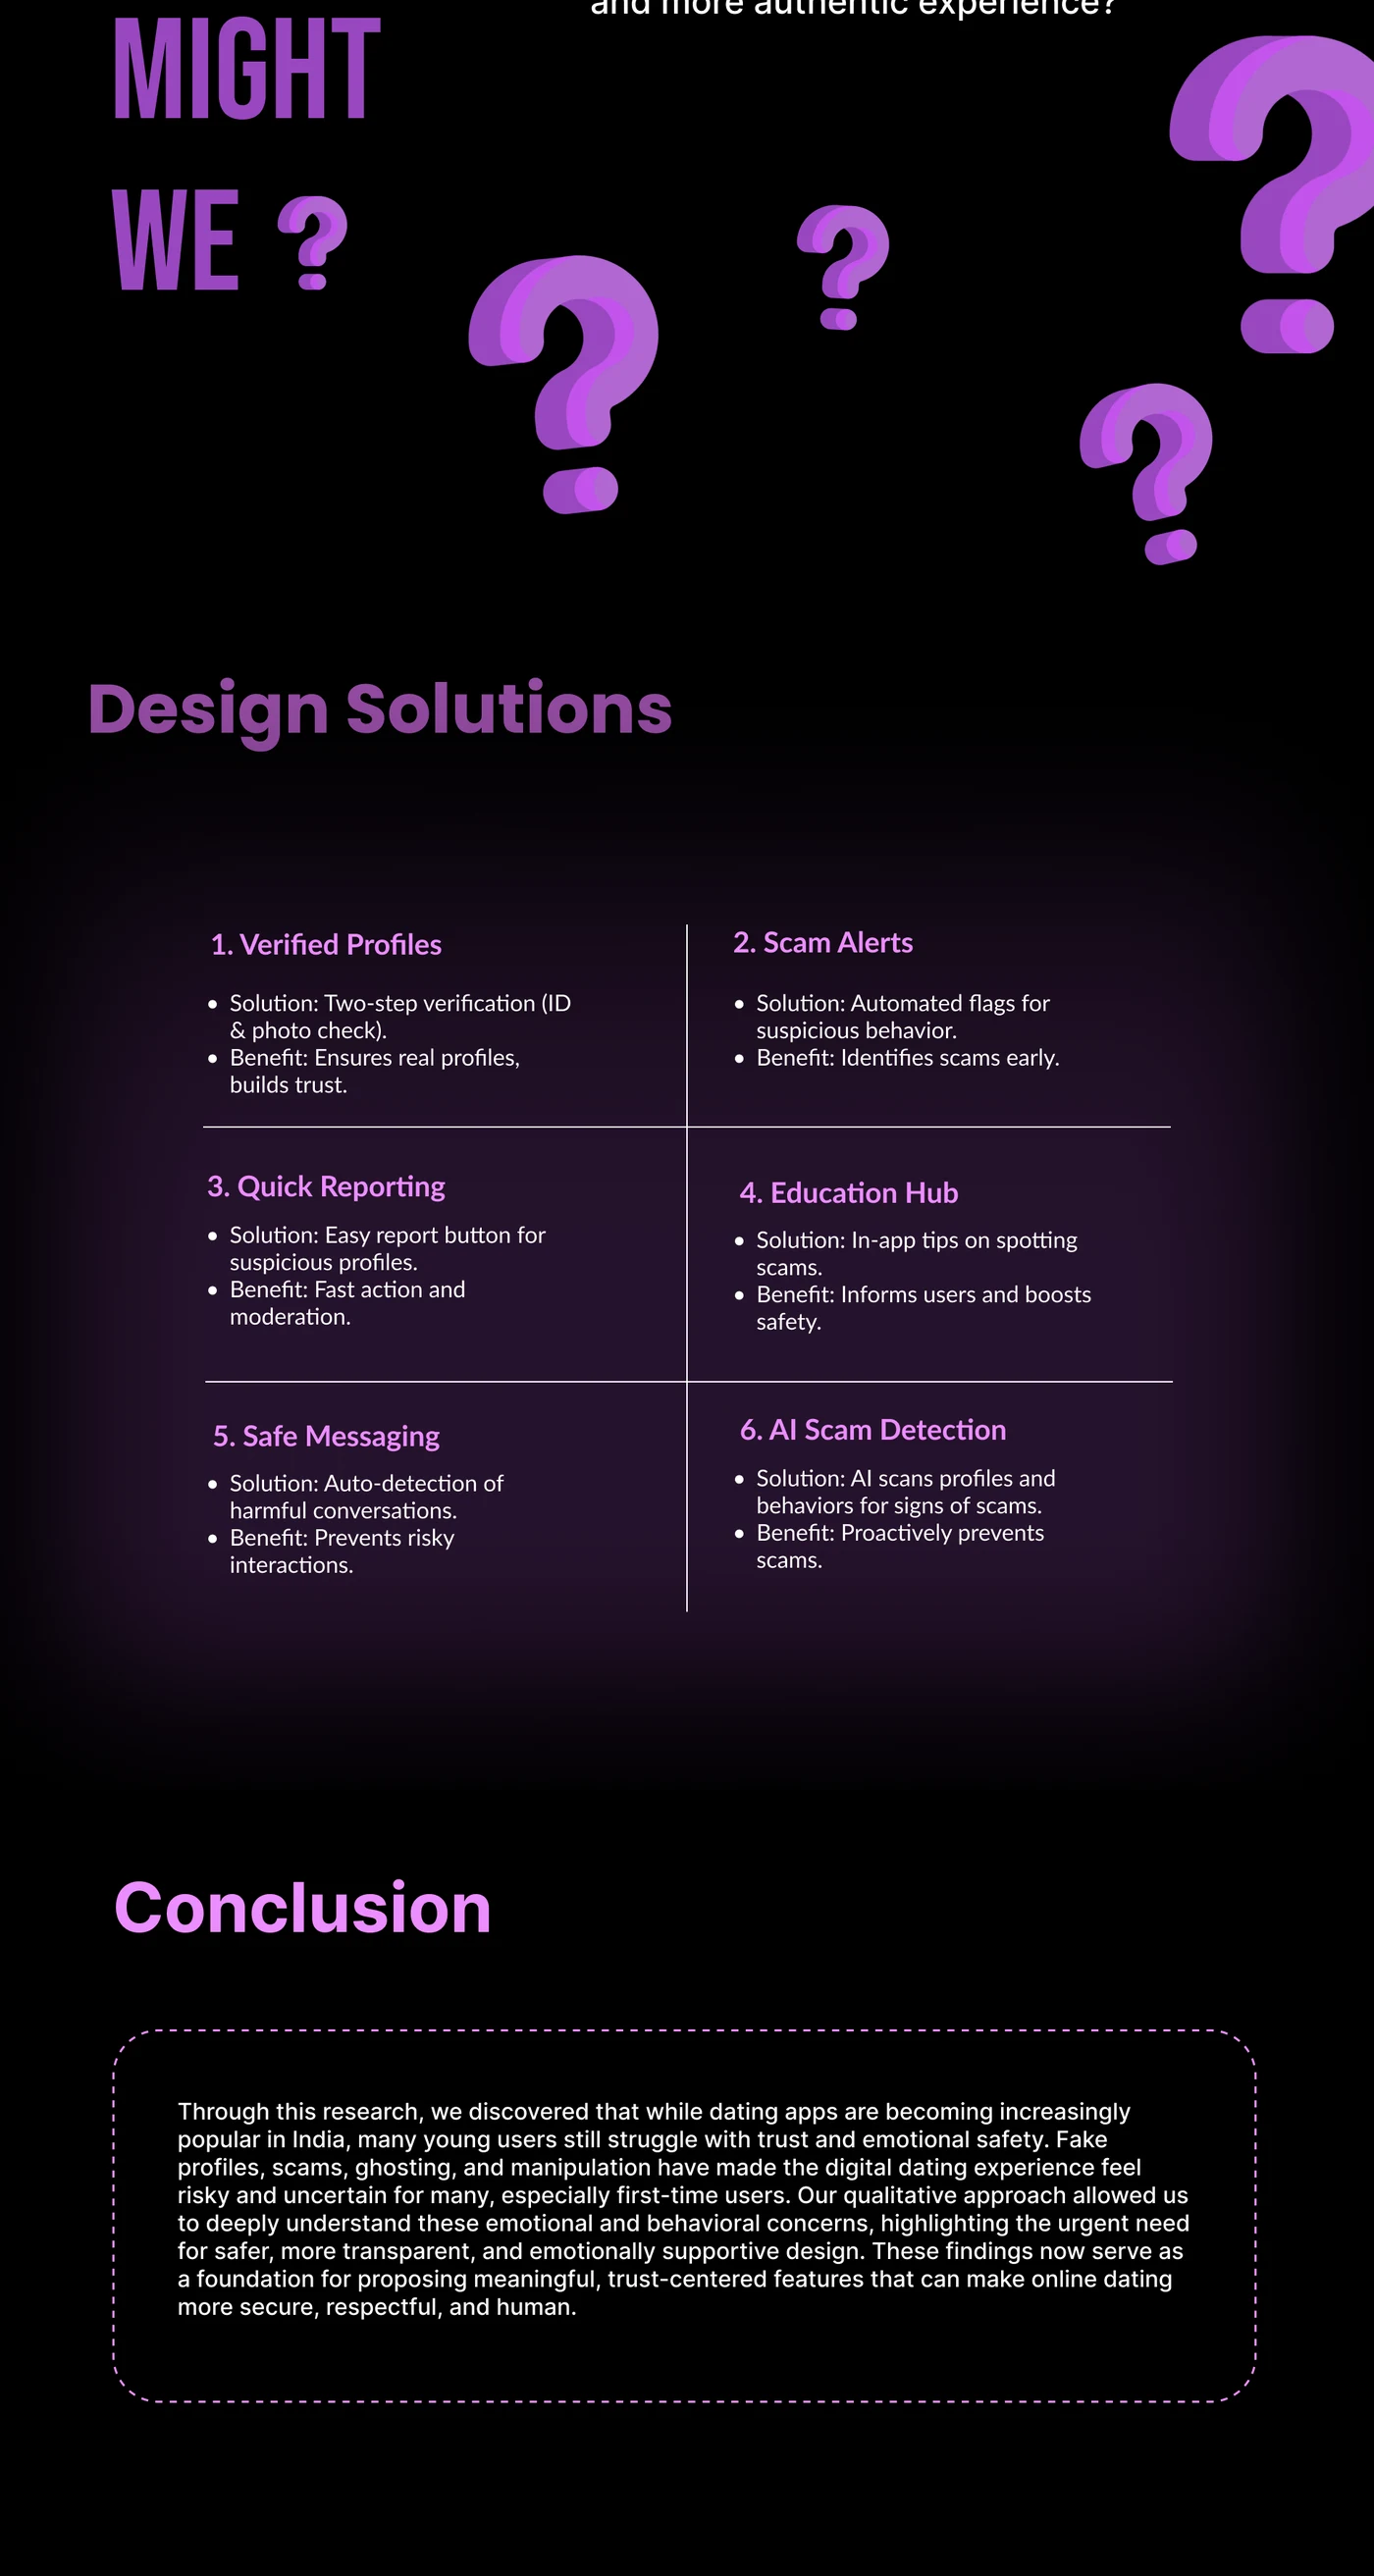 and more authentic experience?
MIGHT
WE ?
Design Solutions
1. Verified Profiles
• Solution: Two-step verification (ID
& photo check).
• Benefit: Ensures real profiles,
builds trust.
2. Scam Alerts
• Solution: Automated flags for
suspicious behavior.
• Benefit: Identifies scams early.
3. Quick Reporting
• Solution: Easy report button for
suspicious profiles.
• Benefit: Fast action and
moderation.
4. Education Hub
• Solution: In-app tips on spotting
scams.
• Benefit: Informs users and boosts
safety.
5. Safe Messaging
• Solution: Auto-detection of
harmful conversations.
• Benefit: Prevents risky
interactions.
6. AI Scam Detection
• Solution: AI scans profiles and
behaviors for signs of scams.
• Benefit: Proactively prevents
scams.
Conclusion
Through this research, we discovered that while dating apps are becoming increasingly
popular in India, many young users still struggle with trust and emotional safety. Fake
profiles, scams, ghosting, and manipulation have made the digital dating experience feel
risky and uncertain for many, especially first-time users. Our qualitative approach allowed us
to deeply understand these emotional and behavioral concerns, highlighting the urgent need
for safer, more transparent, and emotionally supportive design. These findings now serve as
a foundation for proposing meaningful, trust-centered features that can make online dating
more secure, respectful, and human.